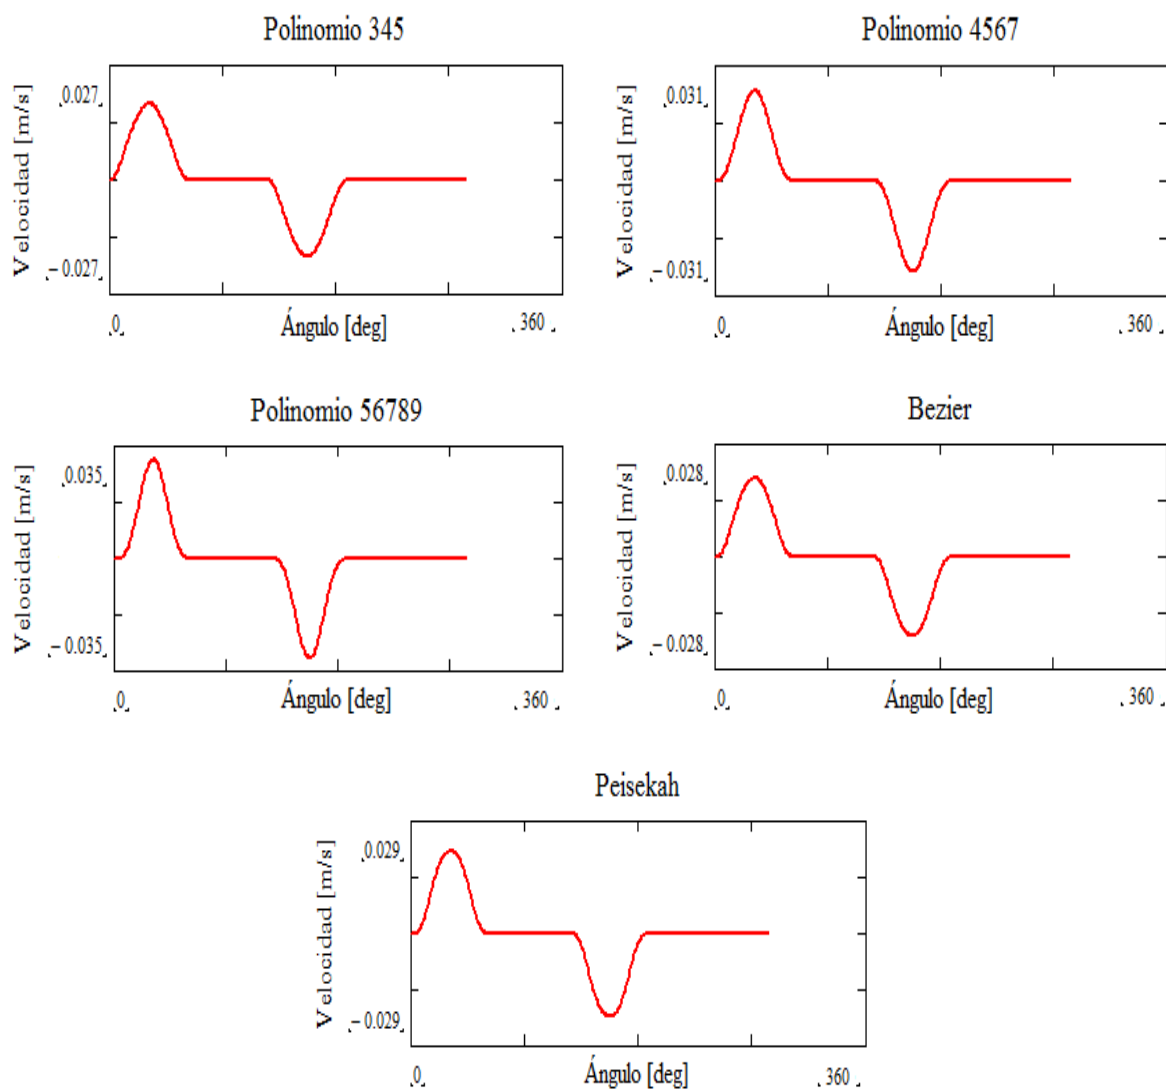 Polinomio 345
Velocidad [m/s]
0.027
−0.027
0
Ángulo [deg]
360
Polinomio 4567
Velocidad [m/s]
0.031
−0.031
0
Ángulo [deg]
360
Polinomio 56789
Velocidad [m/s]
0.035
−0.035
0
Ángulo [deg]
360
Bezier
Velocidad [m/s]
0.028
−0.028
0
Ángulo [deg]
360
Peisekah
Velocidad [m/s]
0.029
−0.029
0
Ángulo [deg]
360